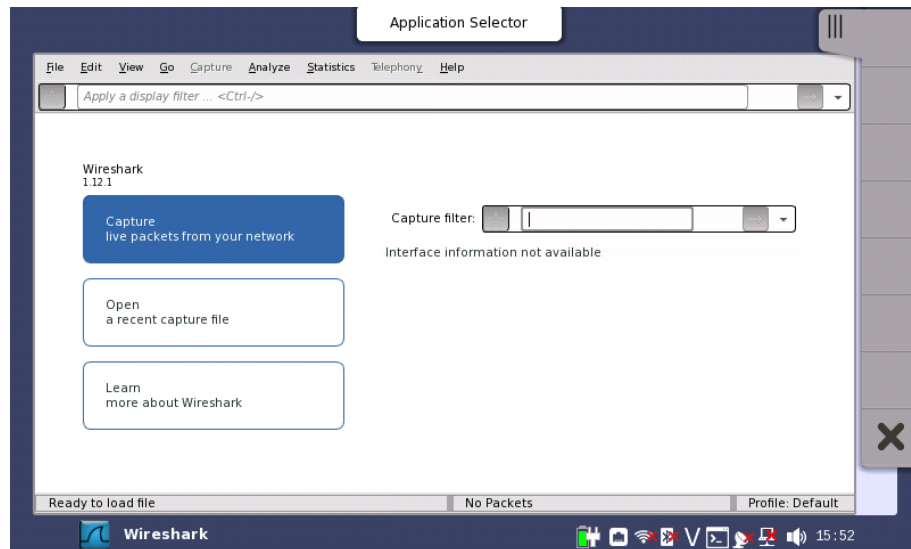 Application Selector
File Edit View Go Capture Analyze Statistics Telephony Help
Apply a display filter ... <Ctrl-/>
Wireshark
1.12.1
Capture
live packets from your network
Capture filter:
Interface information not available
Open
a recent capture file
Learn
more about Wireshark
Ready to load file No Packets Profile: Default
Wireshark 15:52